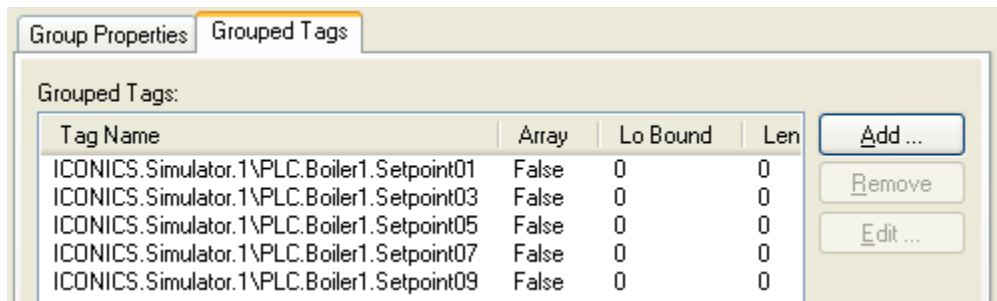 Group Properties Grouped Tags
Grouped Tags:
Tag Name Array Lo Bound Len Add ...
ICONICS.Simulator.1\PLC.Boiler1.Setpoint01 False 0 0
ICONICS.Simulator.1\PLC.Boiler1.Setpoint03 False 0 0 Remove
ICONICS.Simulator.1\PLC.Boiler1.Setpoint05 False 0 0 Edit ...
ICONICS.Simulator.1\PLC.Boiler1.Setpoint07 False 0 0
ICONICS.Simulator.1\PLC.Boiler1.Setpoint09 False 0 0